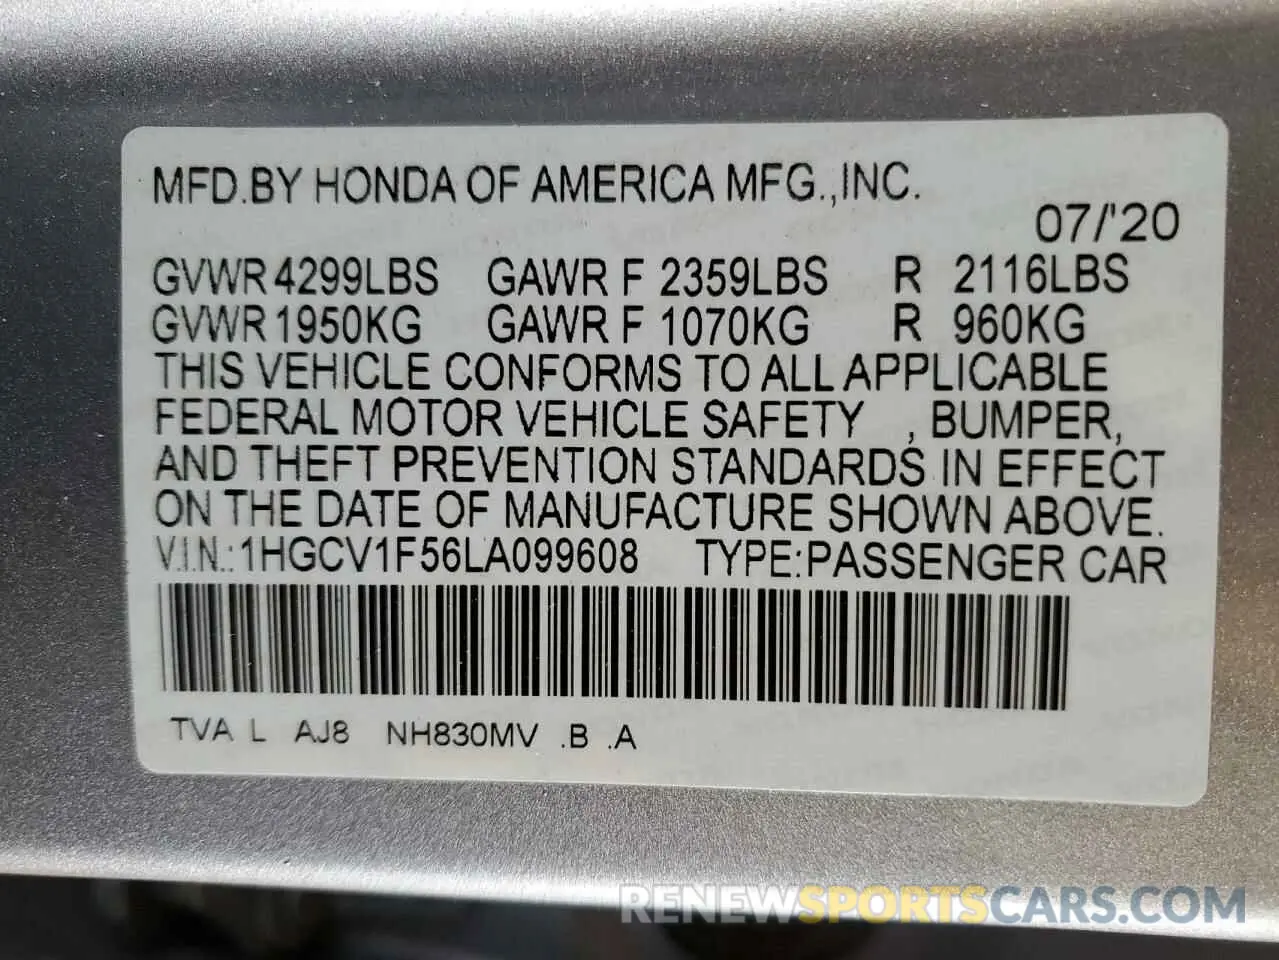 MFD.BY HONDA OF AMERICA MFG.,INC.
07/'20
GVWR 4299LBS GAWR F 2359LBS R 2116LBS
GVWR 1950KG GAWR F 1070KG R 960KG
THIS VEHICLE CONFORMS TO ALL APPLICABLE
FEDERAL MOTOR VEHICLE SAFETY , BUMPER,
AND THEFT PREVENTION STANDARDS IN EFFECT
ON THE DATE OF MANUFACTURE SHOWN ABOVE.
V.I.N.:1HGCV1F56LA099608 TYPE:PASSENGER CAR
TVA L AJ8 NH830MV .B .A
RENEWSPORTSCARS.COM